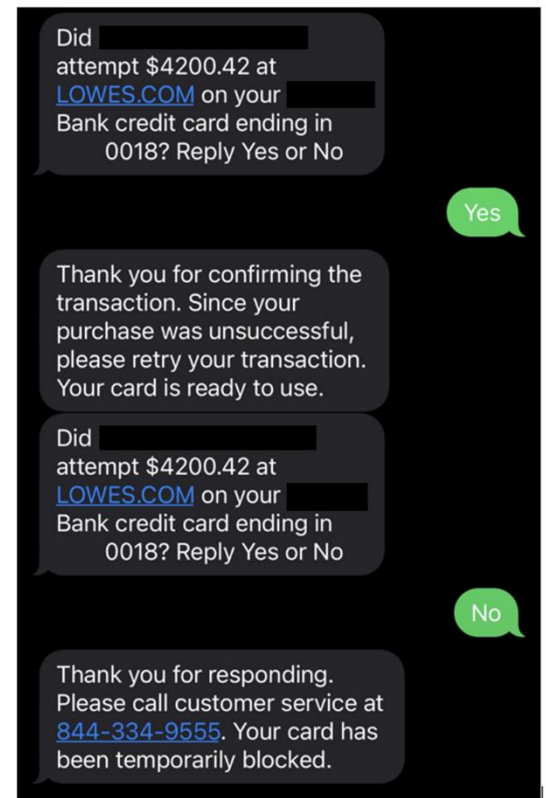 Did
attempt $4200.42 at
LOWES.COM on your
Bank credit card ending in
0018? Reply Yes or No
Yes
Thank you for confirming the
transaction. Since your
purchase was unsuccessful,
please retry your transaction.
Your card is ready to use.
Did
attempt $4200.42 at
LOWES.COM on your
Bank credit card ending in
0018? Reply Yes or No
No
Thank you for responding.
Please call customer service at
844-334-9555. Your card has
been temporarily blocked.